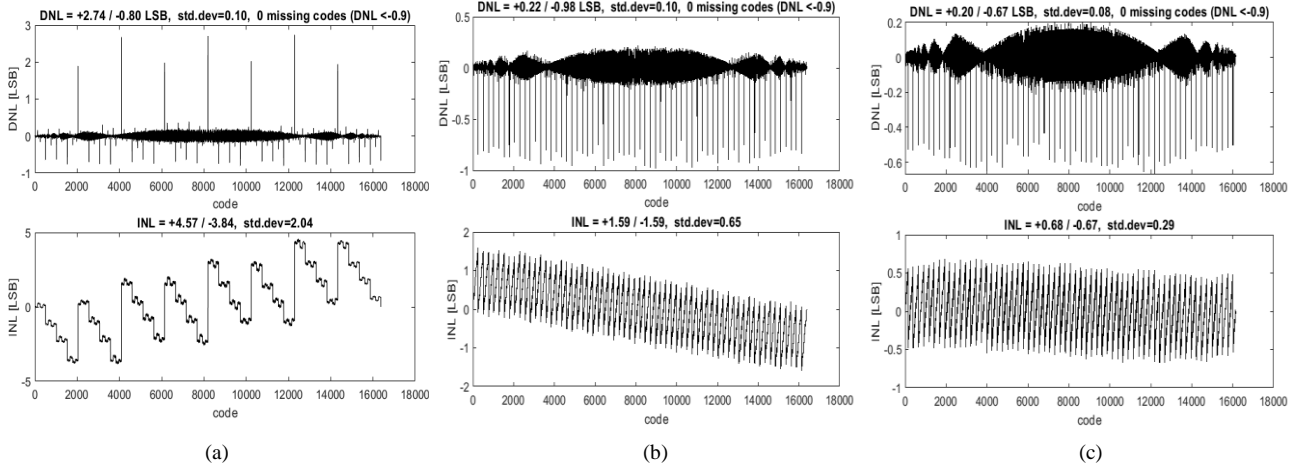 DNL = +2.74 / -0.80 LSB, std.dev=0.10, 0 missing codes (DNL <-0.9)
3
2
1
0
-1
DNL [LSB]
0 2000 4000 6000 8000 10000 12000 14000 16000 18000
code
INL = +4.57 / -3.84, std.dev=2.04
5
0
-5
INL [LSB]
0 2000 4000 6000 8000 10000 12000 14000 16000 18000
code
(a)
DNL = +0.22 / -0.98 LSB, std.dev=0.10, 0 missing codes (DNL <-0.9)
0.5
0
-0.5
-1
DNL [LSB]
0 2000 4000 6000 8000 10000 12000 14000 16000 18000
code
INL = +1.59 / -1.59, std.dev=0.65
2
1
0
-1
-2
INL [LSB]
0 2000 4000 6000 8000 10000 12000 14000 16000 18000
code
(b)
DNL = +0.20 / -0.67 LSB, std.dev=0.08, 0 missing codes (DNL <-0.9)
0.2
0
-0.2
-0.4
-0.6
DNL [LSB]
0 2000 4000 6000 8000 10000 12000 14000 16000 18000
code
INL = +0.68 / -0.67, std.dev=0.29
1
0.5
0
-0.5
-1
INL [LSB]
0 2000 4000 6000 8000 10000 12000 14000 16000 18000
code
(c)